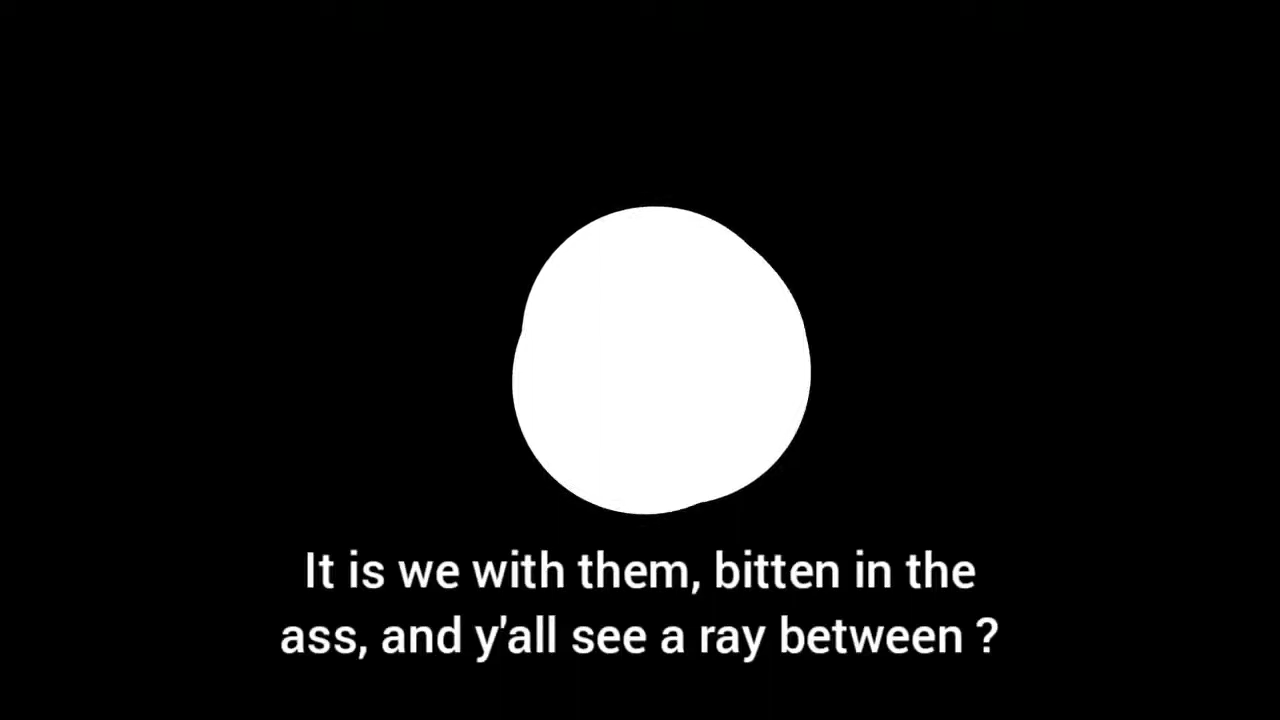 It is we with them, bitten in the
ass, and y'all see a ray between ?